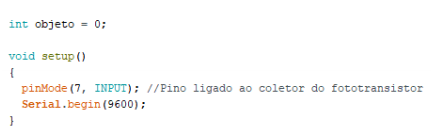 int objeto = 0;
void setup()
{
pinMode(7, INPUT); //Pino ligado ao coletor do fototransistor
Serial.begin(9600);
}